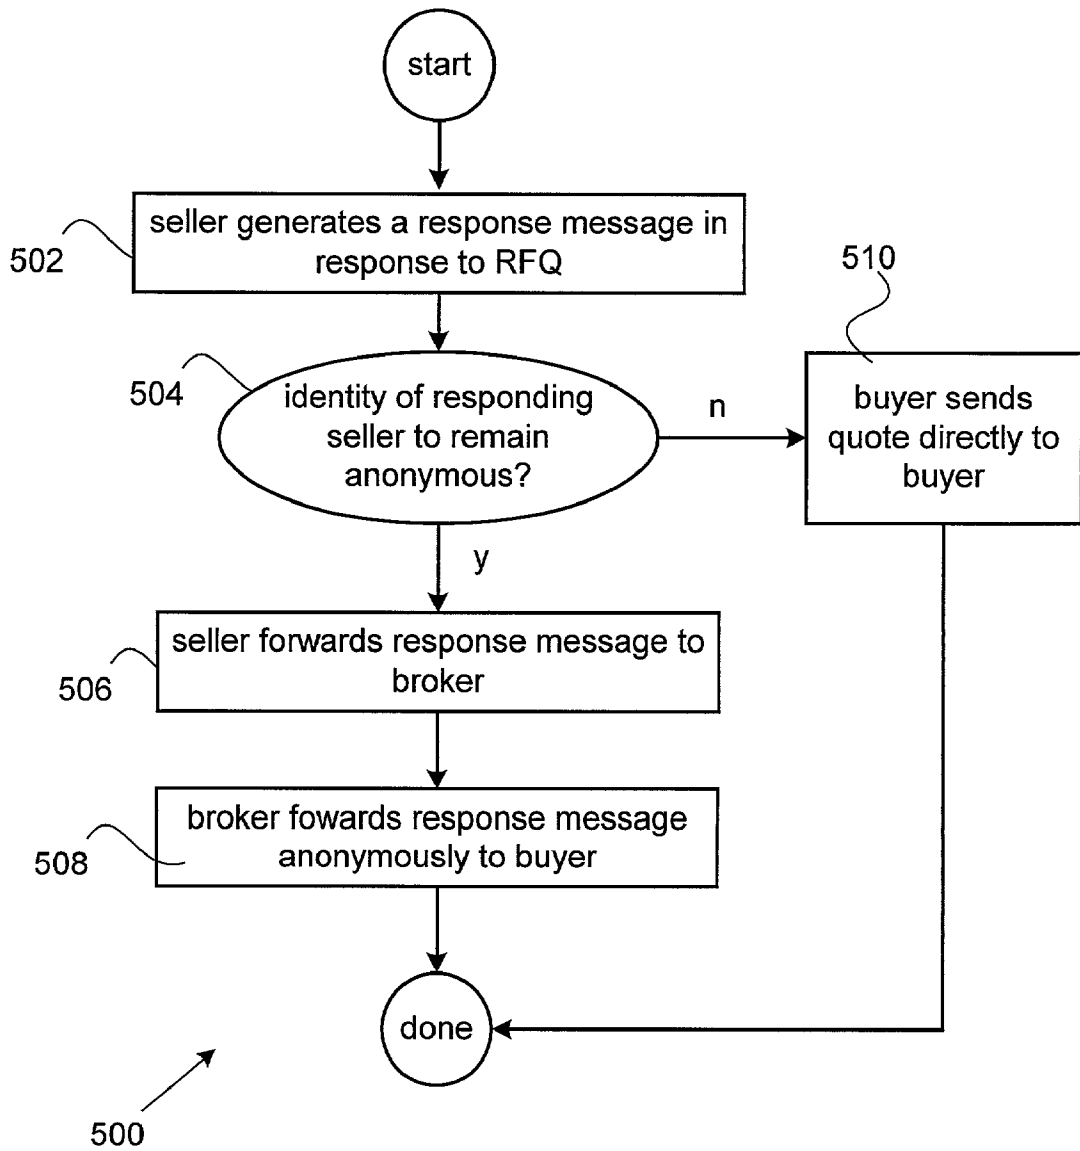 start
502
seller generates a response message in
response to RFQ
510
504
identity of responding
seller to remain
anonymous?
n
buyer sends
quote directly to
buyer
y
506
seller forwards response message to
broker
508
broker fowards response message
anonymously to buyer
done
500